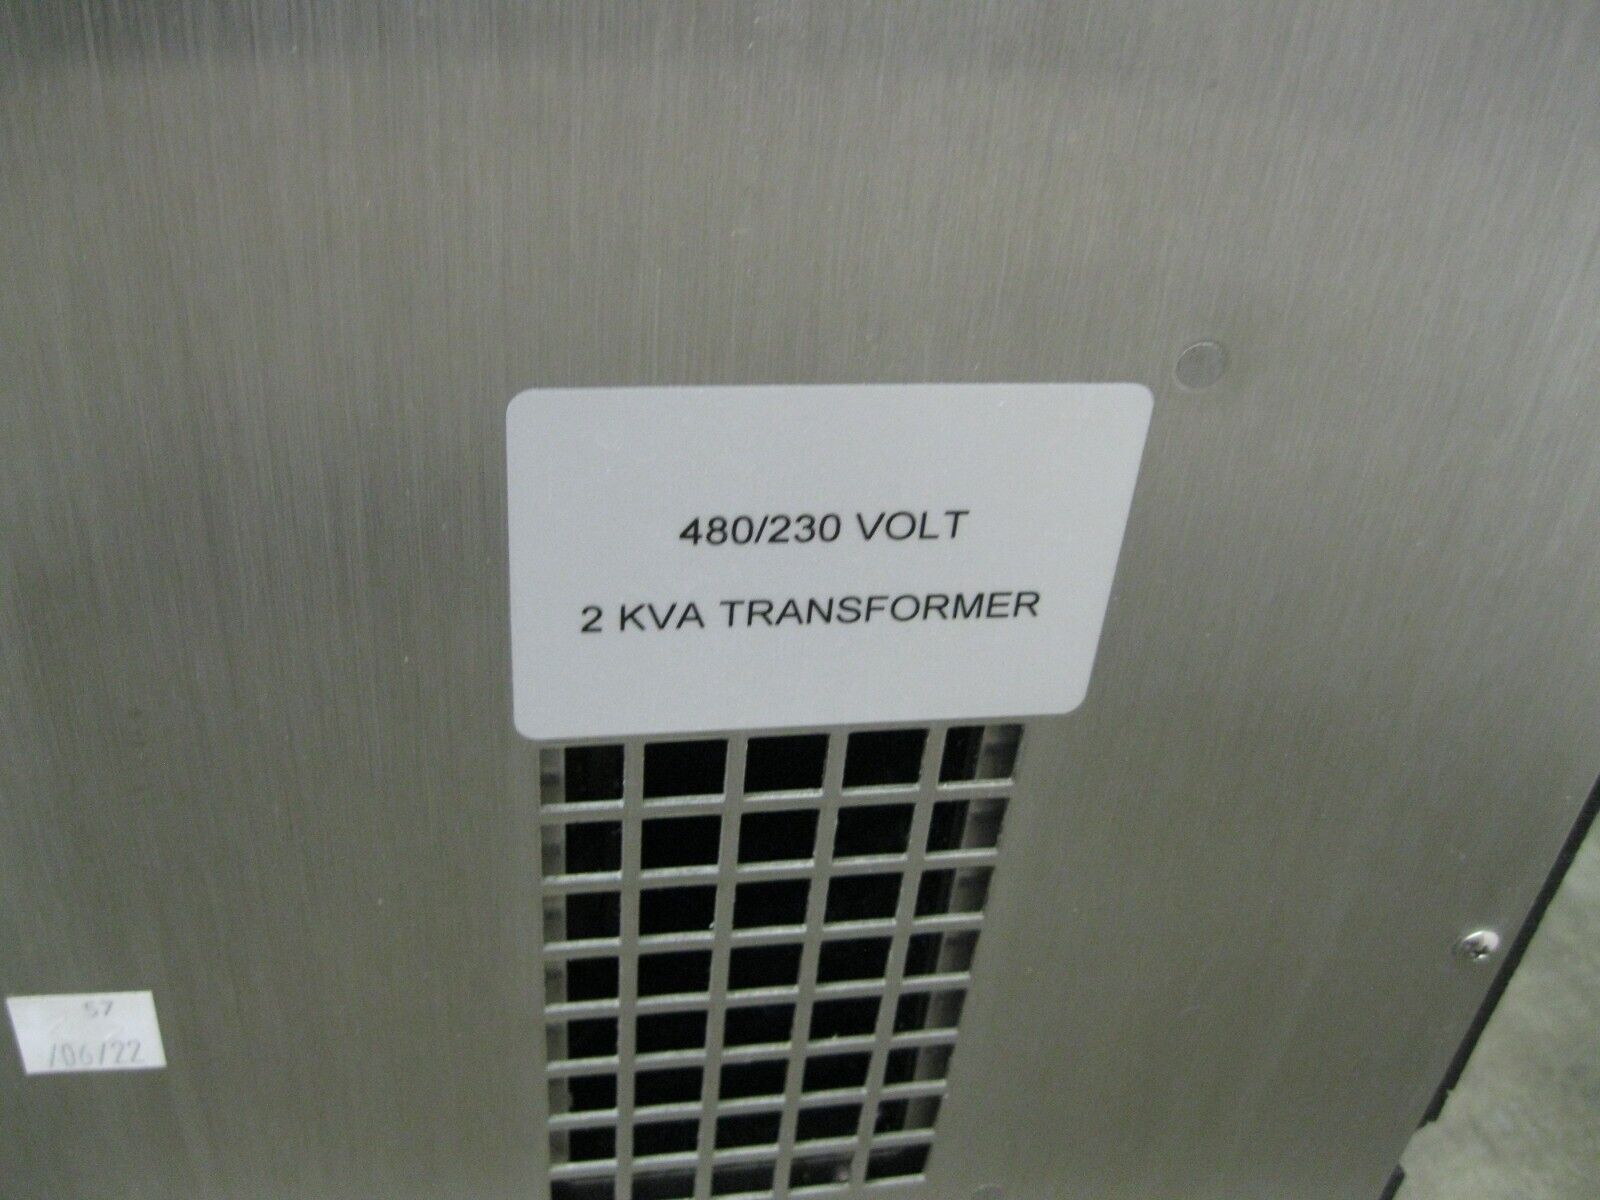 480/230 VOLT
2 KVA TRANSFORMER
57
/06/22